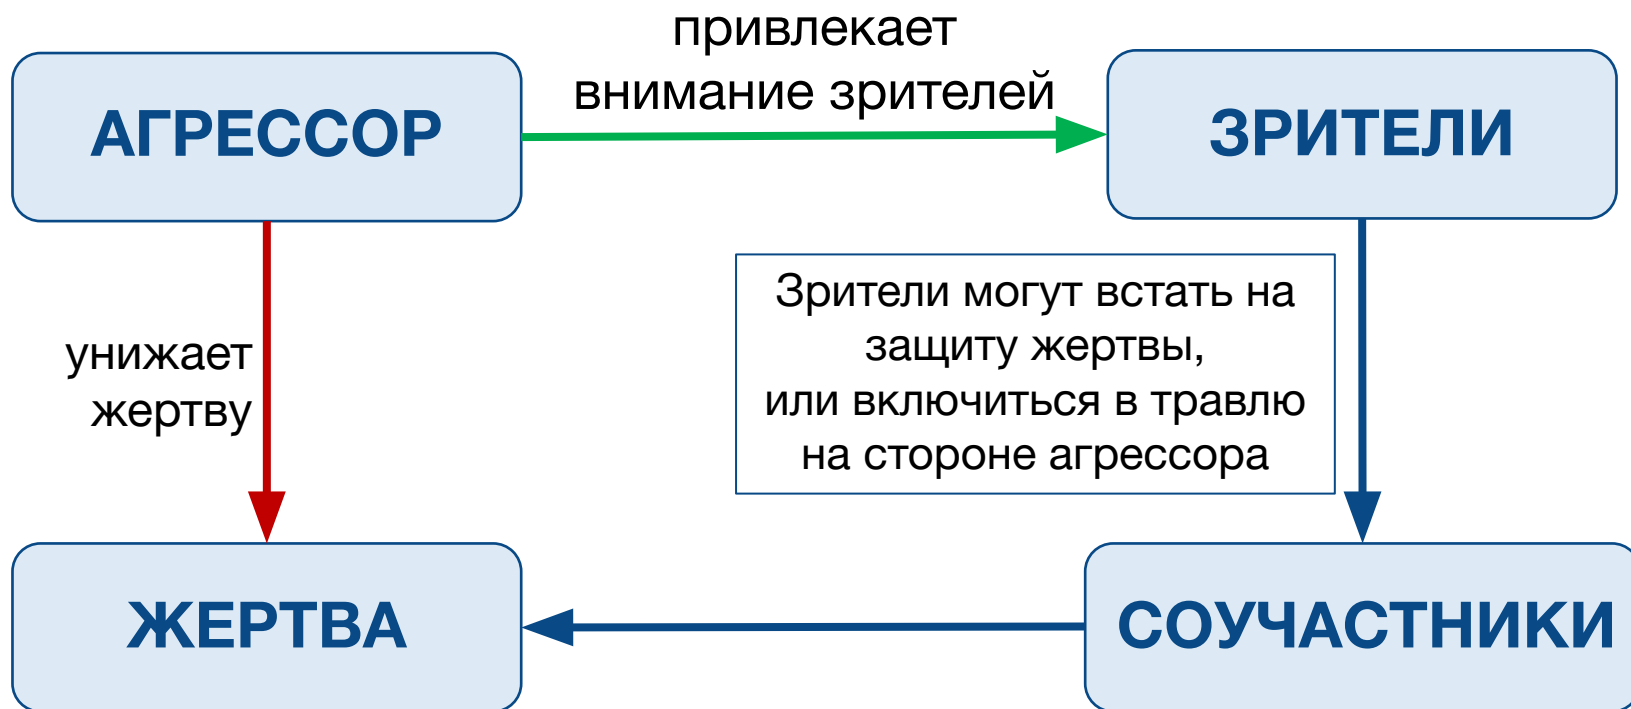 привлекает
внимание зрителей
АГРЕССОР
ЗРИТЕЛИ
унижает
жертву
Зрители могут встать на
защиту жертвы,
или включиться в травлю
на стороне агрессора
ЖЕРТВА
СОУЧАСТНИКИ